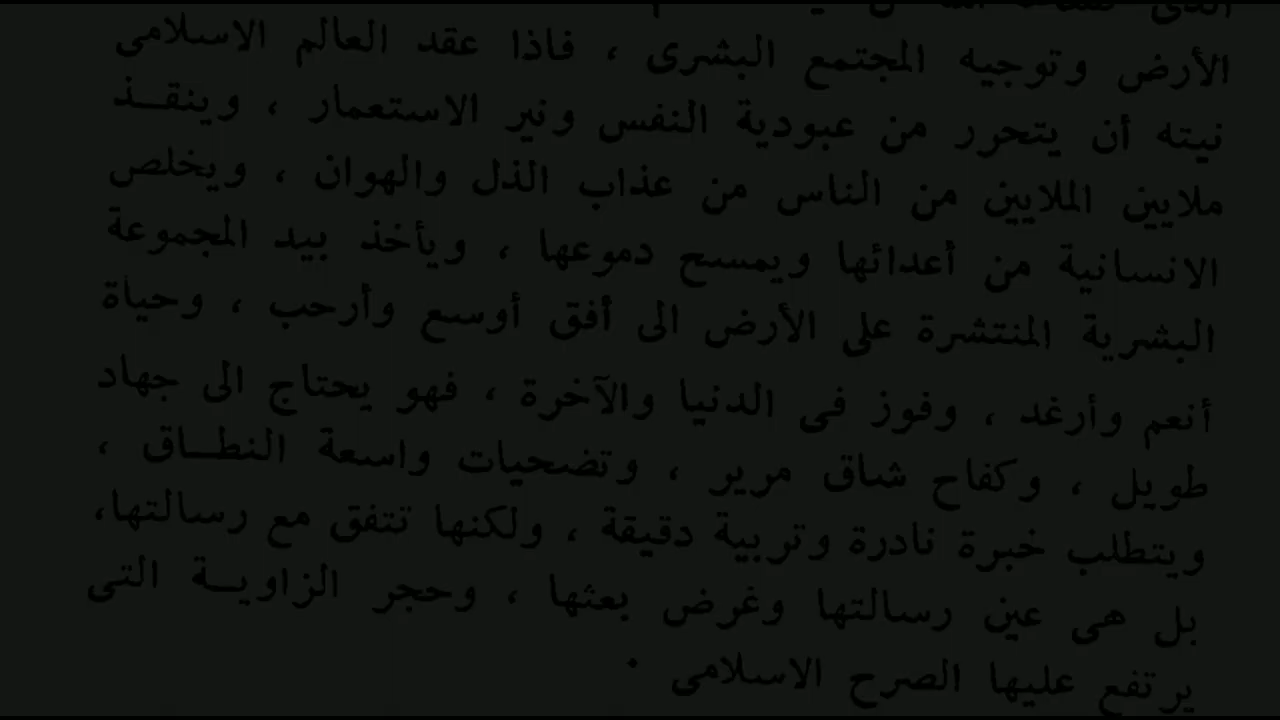 الأرض وتوجيه المجتمع البشرى ، فاذا عقد العالم الاسلامى
نيته أن يتحرر من عبودية النفس ونير الاستعمار ، وينقــذ
ملايين الملايين من الناس من عذاب الذل والهوان ، ويخلص
الانسانية من أعدائها ويمسح دموعها ، ويأخذ بيد المجموعة
البشرية المنتشرة على الأرض الى أفق أوسع وأرحب ، وحياة
أنعم وأرغد ، وفوز فى الدنيا والآخرة ، فهو يحتاج الى جهاد
طويل ، وكفاح شاق مرير ، وتضحيات واسعة النطــاق ،
ويتطلب خبرة نادرة وتربية دقيقة ، ولكنها تتفق مع رسالتها،
بل هى عين رسالتها وغرض بعثها ، وحجر الزاويــة التى
يرتفع عليها الصرح الاسلامى ٠